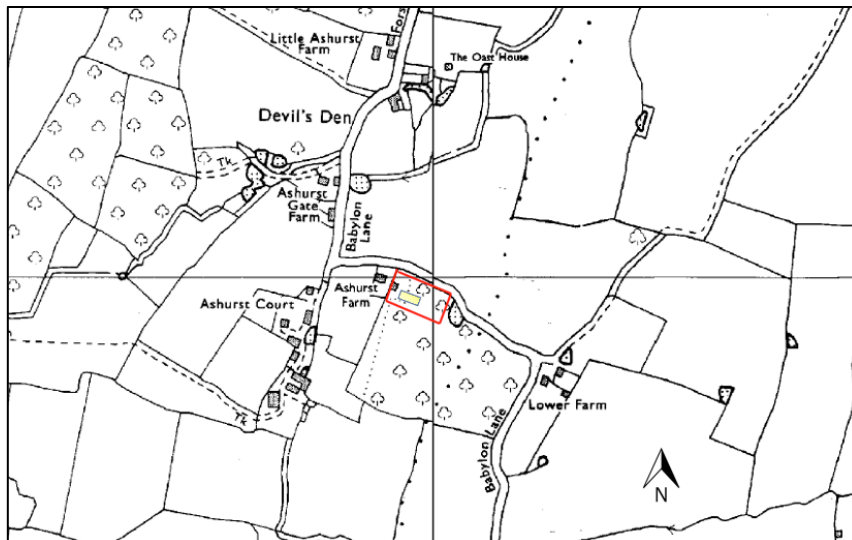 Little Ashurst
Farm
Fors
The Oast House
Devil's Den
Tk
Ashurst
Gate
Farm
Babylon
Lane
Ashurst Court
Ashurst
Farm
Tk
Lower Farm
Babylon Lane
N